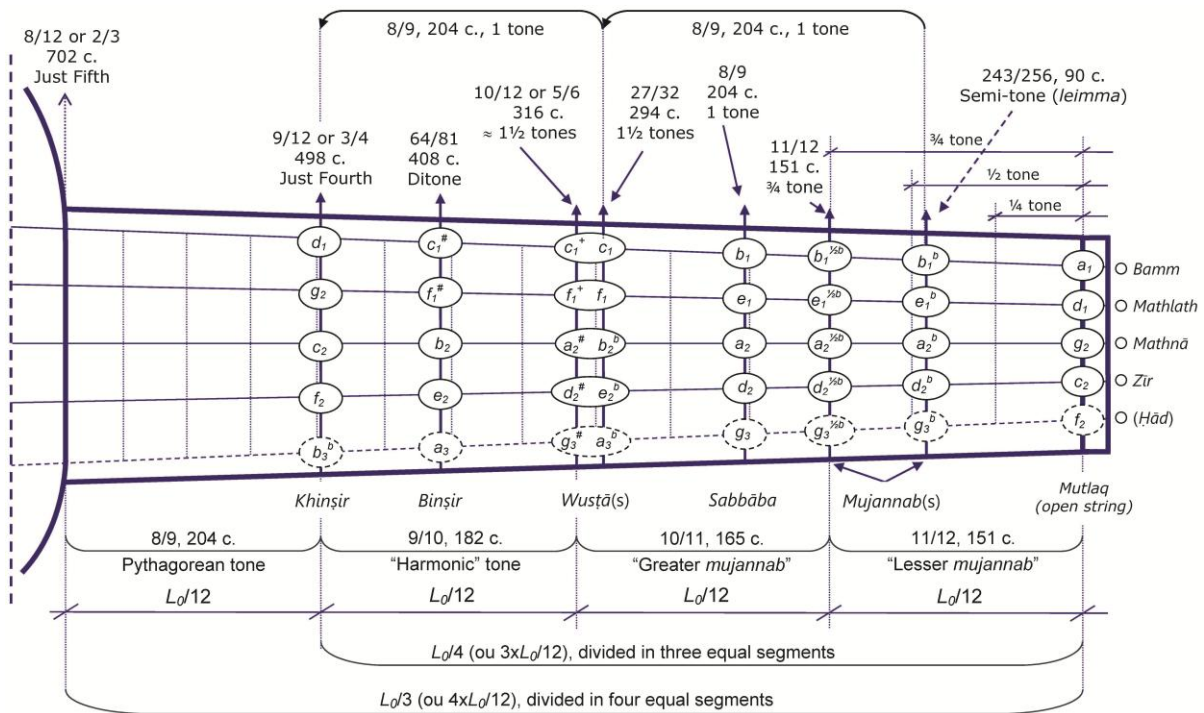 8/12 or 2/3
702 c.
Just Fifth
8/9, 204 c., 1 tone
8/9, 204 c., 1 tone
9/12 or 3/4
498 c.
Just Fourth
64/81
408 c.
Ditone
10/12 or 5/6
316 c.
≈ 1½ tones
27/32
294 c.
1½ tones
8/9
204 c.
1 tone
11/12
151 c.
¾ tone
243/256, 90 c.
Semi-tone (leimma)
¾ tone
½ tone
¼ tone
d₁ c₁# c₁⁺ c₁ b₁ b₁½b b₁b a₁ Bamm
g₂ f₁# f₁⁺ f₁ e₁ e₁½b e₁b d₁ Mathlath
c₂ b₂ a₂# b₂b a₂ a₂½b a₂b g₂ Mathnā
f₂ e₂ d₂# e₂b d₂ d₂½b d₂b c₂ Zīr
b₃b a₃ g₃# a₃b g₃ g₃½b g₃b f₂ (Ḥād)
Khinṣir Binṣir Wusṭā(s) Sabbāba Mujannab(s) Mutlaq
(open string)
8/9, 204 c. 9/10, 182 c. 10/11, 165 c. 11/12, 151 c.
Pythagorean tone "Harmonic" tone "Greater mujannab" "Lesser mujannab"
L₀/12 L₀/12 L₀/12 L₀/12
L₀/4 (ou 3xL₀/12), divided in three equal segments
L₀/3 (ou 4xL₀/12), divided in four equal segments